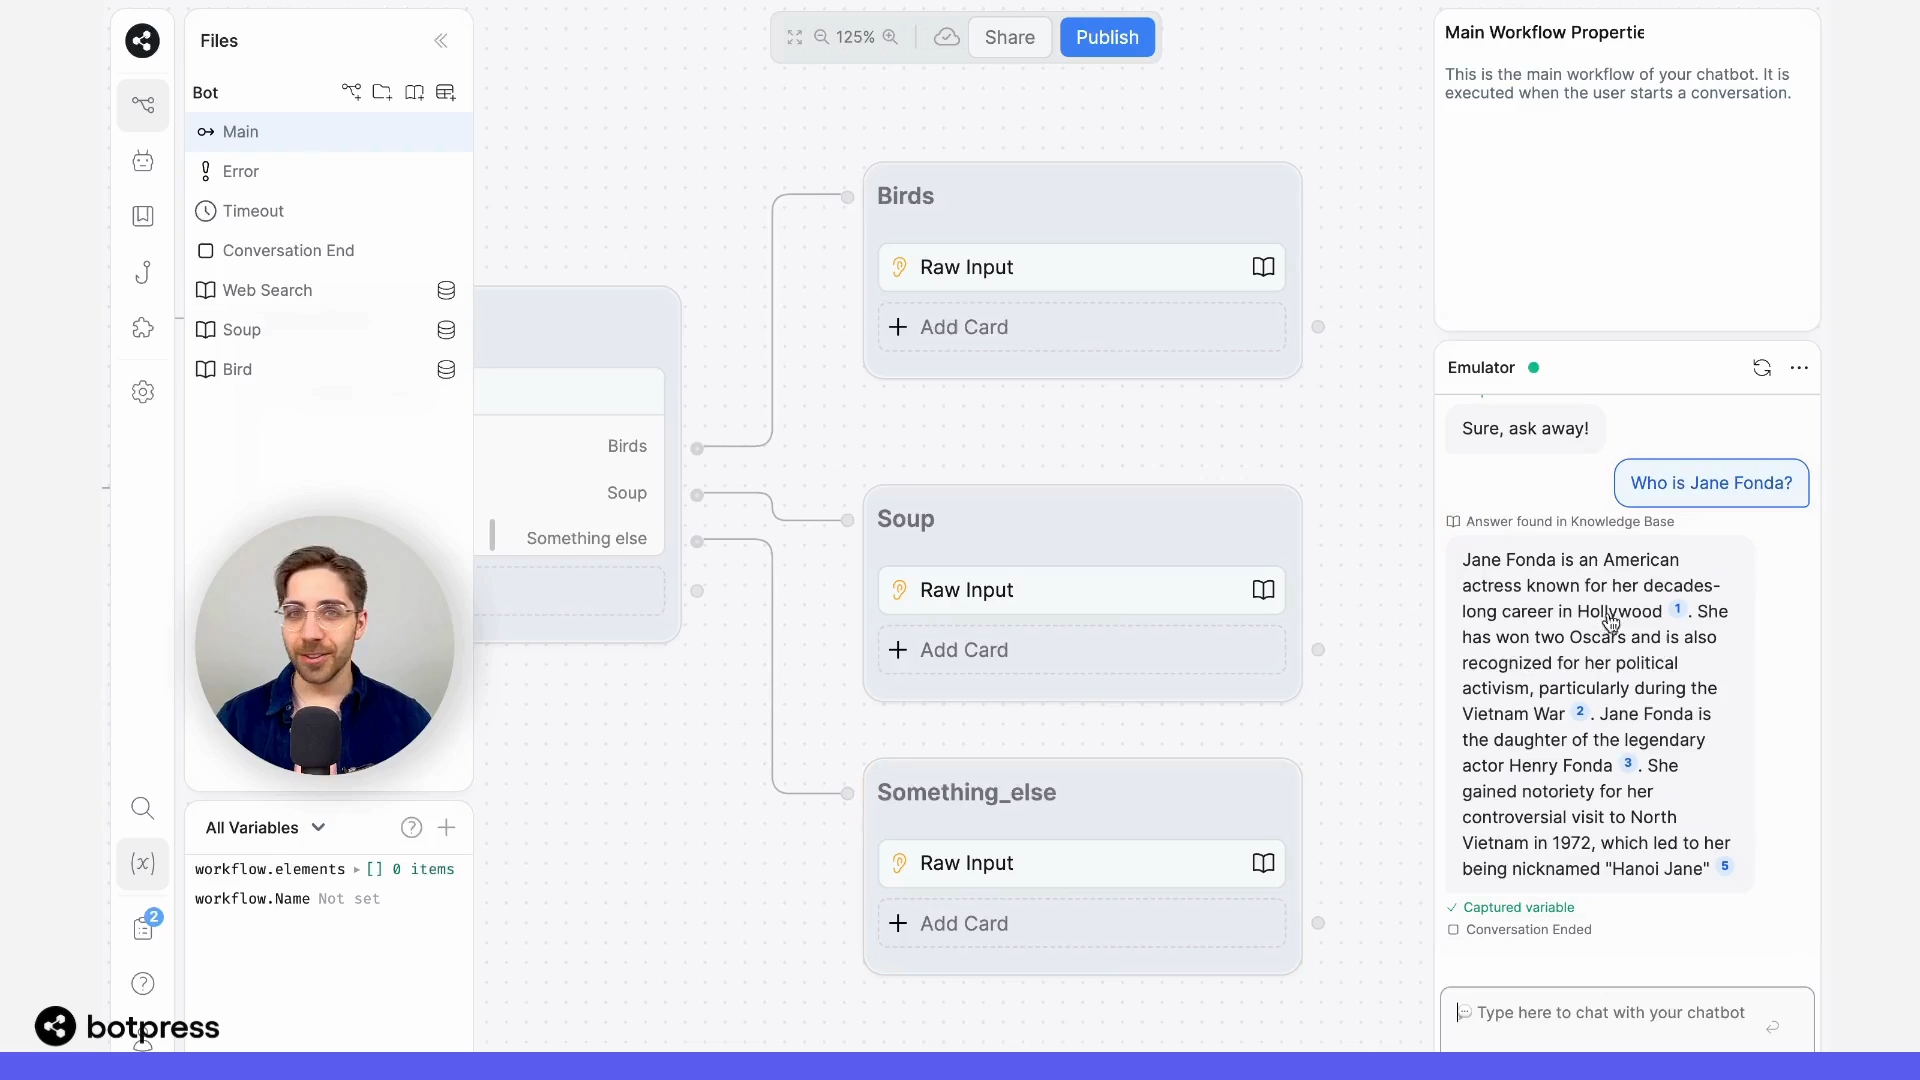 Files
Bot
Main
Error
Timeout
Conversation End
Web Search
Soup
Bird
All Variables
workflow.elements ▸ [] 0 items
workflow.Name Not set
2
botpress
125%
Share
Publish
Birds
Soup
Something else
Birds
Raw Input
Add Card
Soup
Raw Input
Add Card
Something_else
Raw Input
Add Card
Main Workflow Propertie
This is the main workflow of your chatbot. It is
executed when the user starts a conversation.
Emulator
Sure, ask away!
Who is Jane Fonda?
Answer found in Knowledge Base
Jane Fonda is an American
actress known for her decades-
long career in Hollywood 1 . She
has won two Oscars and is also
recognized for her political
activism, particularly during the
Vietnam War 2 . Jane Fonda is
the daughter of the legendary
actor Henry Fonda 3 . She
gained notoriety for her
controversial visit to North
Vietnam in 1972, which led to her
being nicknamed "Hanoi Jane" 5
Captured variable
Conversation Ended
Type here to chat with your chatbot